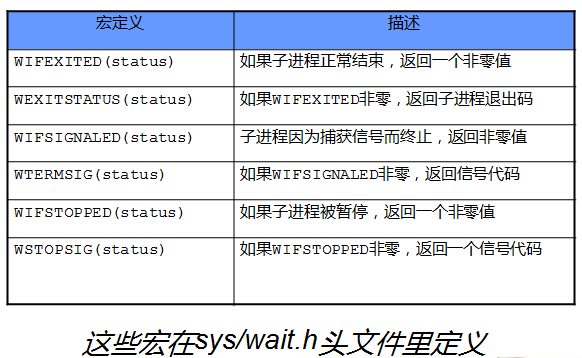 宏定义 描述
WIFEXITED(status) 如果子进程正常结束，返回一个非零值
WEXITSTATUS(status) 如果WIFEXITED非零，返回子进程退出码
WIFSIGNALED(status) 子进程因为捕获信号而终止，返回非零值
WTERMSIG(status) 如果WIFSIGNALED非零，返回信号代码
WIFSTOPPED(status) 如果子进程被暂停，返回一个非零值
WSTOPSIG(status) 如果WIFSTOPPED非零，返回一个信号代码
这些宏在sys/wait.h头文件里定义